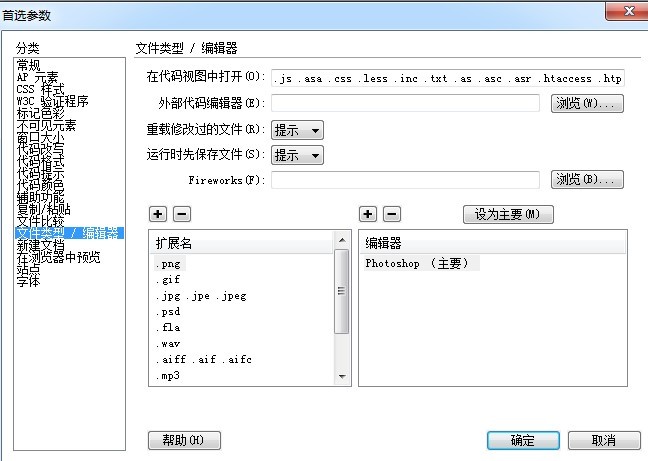 首选参数
分类
常规
AP 元素
CSS 样式
W3C 验证程序
标记色彩
不可见元素
窗口大小
代码改写
代码格式
代码提示
代码颜色
辅助功能
复制/粘贴
文件比较
文件类型 / 编辑器
新建文档
在浏览器中预览
站点
字体
文件类型 / 编辑器
在代码视图中打开(O): .js .asa .css .less .inc .txt .as .asc .asr .htaccess .htp
外部代码编辑器(E): 浏览(W)...
重载修改过的文件(R): 提示
运行时先保存文件(S): 提示
Fireworks(F): 浏览(B)...
设为主要(M)
扩展名
.png
.gif
.jpg .jpe .jpeg
.psd
.fla
.wav
.aiff .aif .aifc
.mp3
编辑器
Photoshop (主要)
帮助(H) 确定 取消